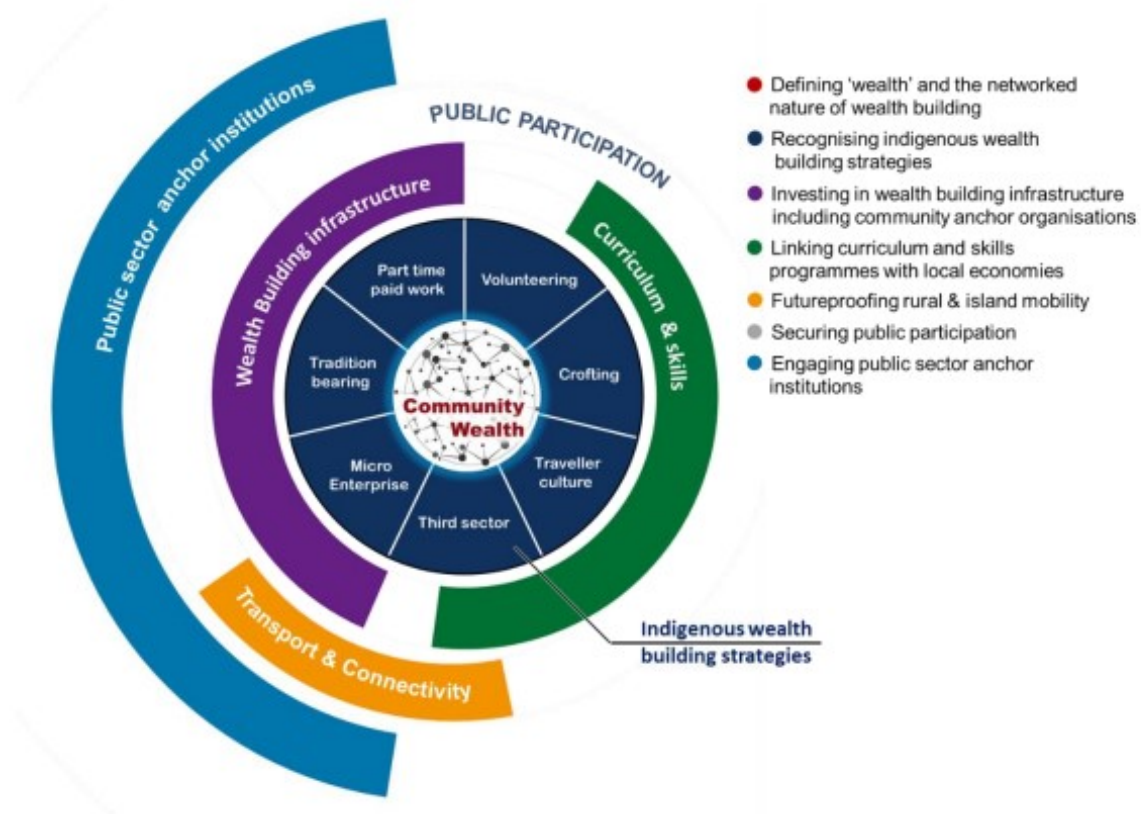 Public sector anchor institutions
PUBLIC PARTICIPATION
Wealth Building infrastructure
Curriculum & skills
Part time
paid work
Volunteering
Tradition
bearing
Crofting
Community
Wealth
Micro
Enterprise
Traveller
culture
Third sector
Transport & Connectivity
Indigenous wealth
building strategies
Defining ‘wealth’ and the networked
nature of wealth building
Recognising indigenous wealth
building strategies
Investing in wealth building infrastructure
including community anchor organisations
Linking curriculum and skills
programmes with local economies
Futureproofing rural & island mobility
Securing public participation
Engaging public sector anchor
institutions